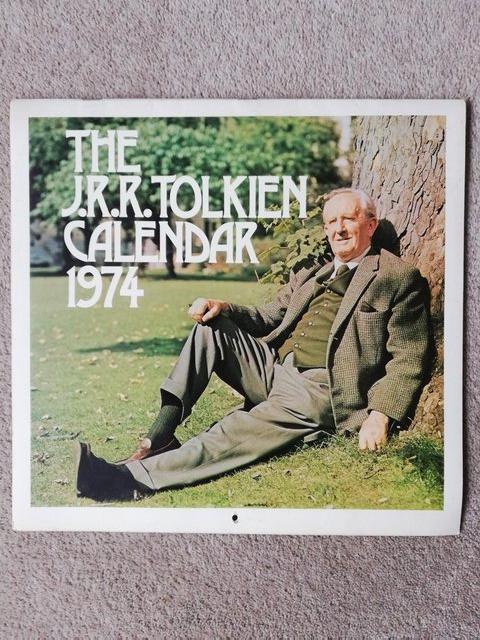 THE
J.R.R. TOLKIEN
CALENDAR
1974